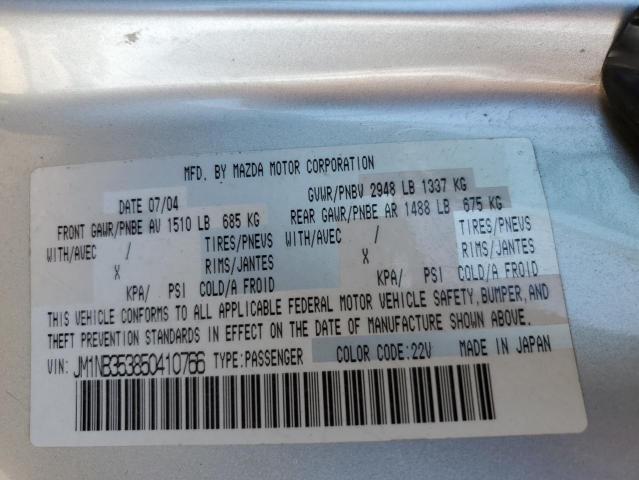 MFD. BY MAZDA MOTOR CORPORATION
DATE 07/04 GVWR/PNBV 2948 LB 1337 KG
FRONT GAWR/PNBE AV 1510 LB 685 KG REAR GAWR/PNBE AR 1488 LB 675 KG
WITH/AVEC / TIRES/PNEUS WITH/AVEC / TIRES/PNEUS
X RIMS/JANTES X RIMS/JANTES
KPA/ PSI COLD/A FROID KPA/ PSI COLD/A FROID
THIS VEHICLE CONFORMS TO ALL APPLICABLE FEDERAL MOTOR VEHICLE SAFETY, BUMPER, AND
THEFT PREVENTION STANDARDS IN EFFECT ON THE DATE OF MANUFACTURE SHOWN ABOVE.
VIN: JM1NB353850410766 TYPE:PASSENGER COLOR CODE:22V MADE IN JAPAN